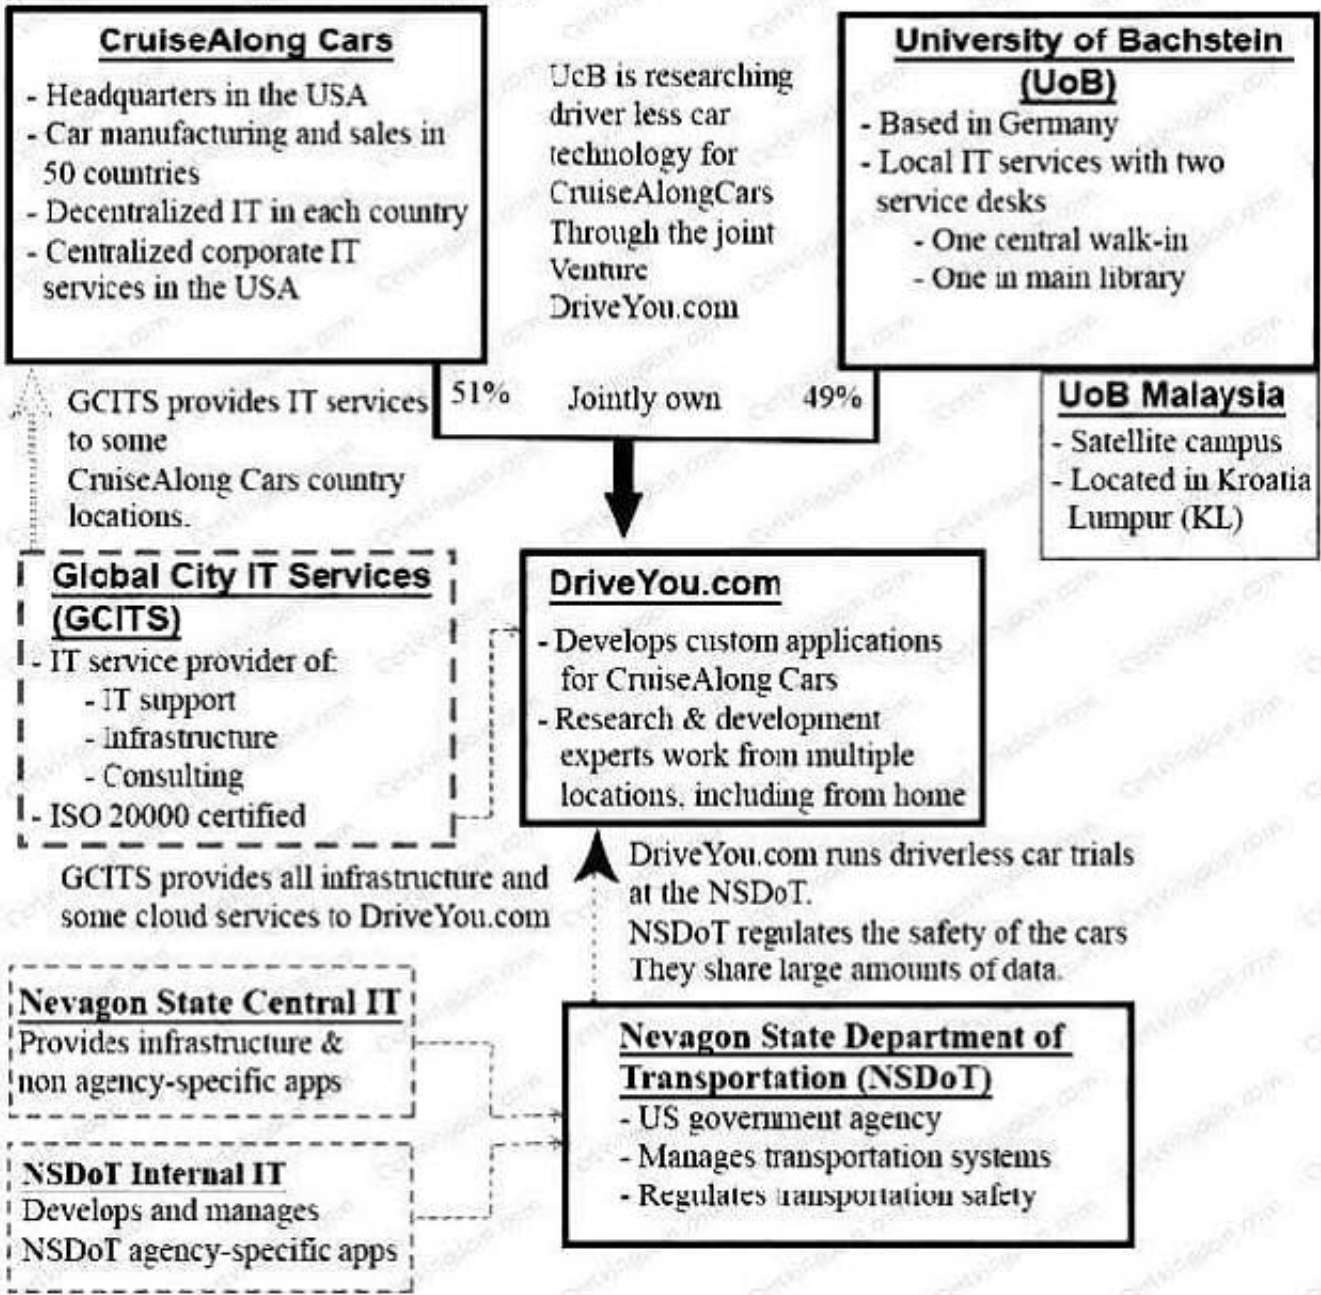 CruiseAlong Cars
- Headquarters in the USA
- Car manufacturing and sales in
50 countries
- Decentralized IT in each country
- Centralized corporate IT
services in the USA
UcB is researching
driver less car
technology for
CruiseAlongCars
Through the joint
Venture
DriveYou.com
University of Bachstein
(UoB)
- Based in Germany
- Local IT services with two
service desks
- One central walk-in
- One in main library
51% Jointly own 49%
UoB Malaysia
- Satellite campus
- Located in Kroatia
Lumpur (KL)
GCITS provides IT services
to some
CruiseAlong Cars country
locations.
Global City IT Services
(GCITS)
- IT service provider of:
- IT support
- Infrastructure
- Consulting
- ISO 20000 certified
DriveYou.com
- Develops custom applications
for CruiseAlong Cars
- Research & development
experts work from multiple
locations, including from home
GCITS provides all infrastructure and
some cloud services to DriveYou.com
DriveYou.com runs driverless car trials
at the NSDoT.
NSDoT regulates the safety of the cars
They share large amounts of data.
Nevagon State Central IT
Provides infrastructure &
non agency-specific apps
NSDoT Internal IT
Develops and manages
NSDoT agency-specific apps
Nevagon State Department of
Transportation (NSDoT)
- US government agency
- Manages transportation systems
- Regulates transportation safety